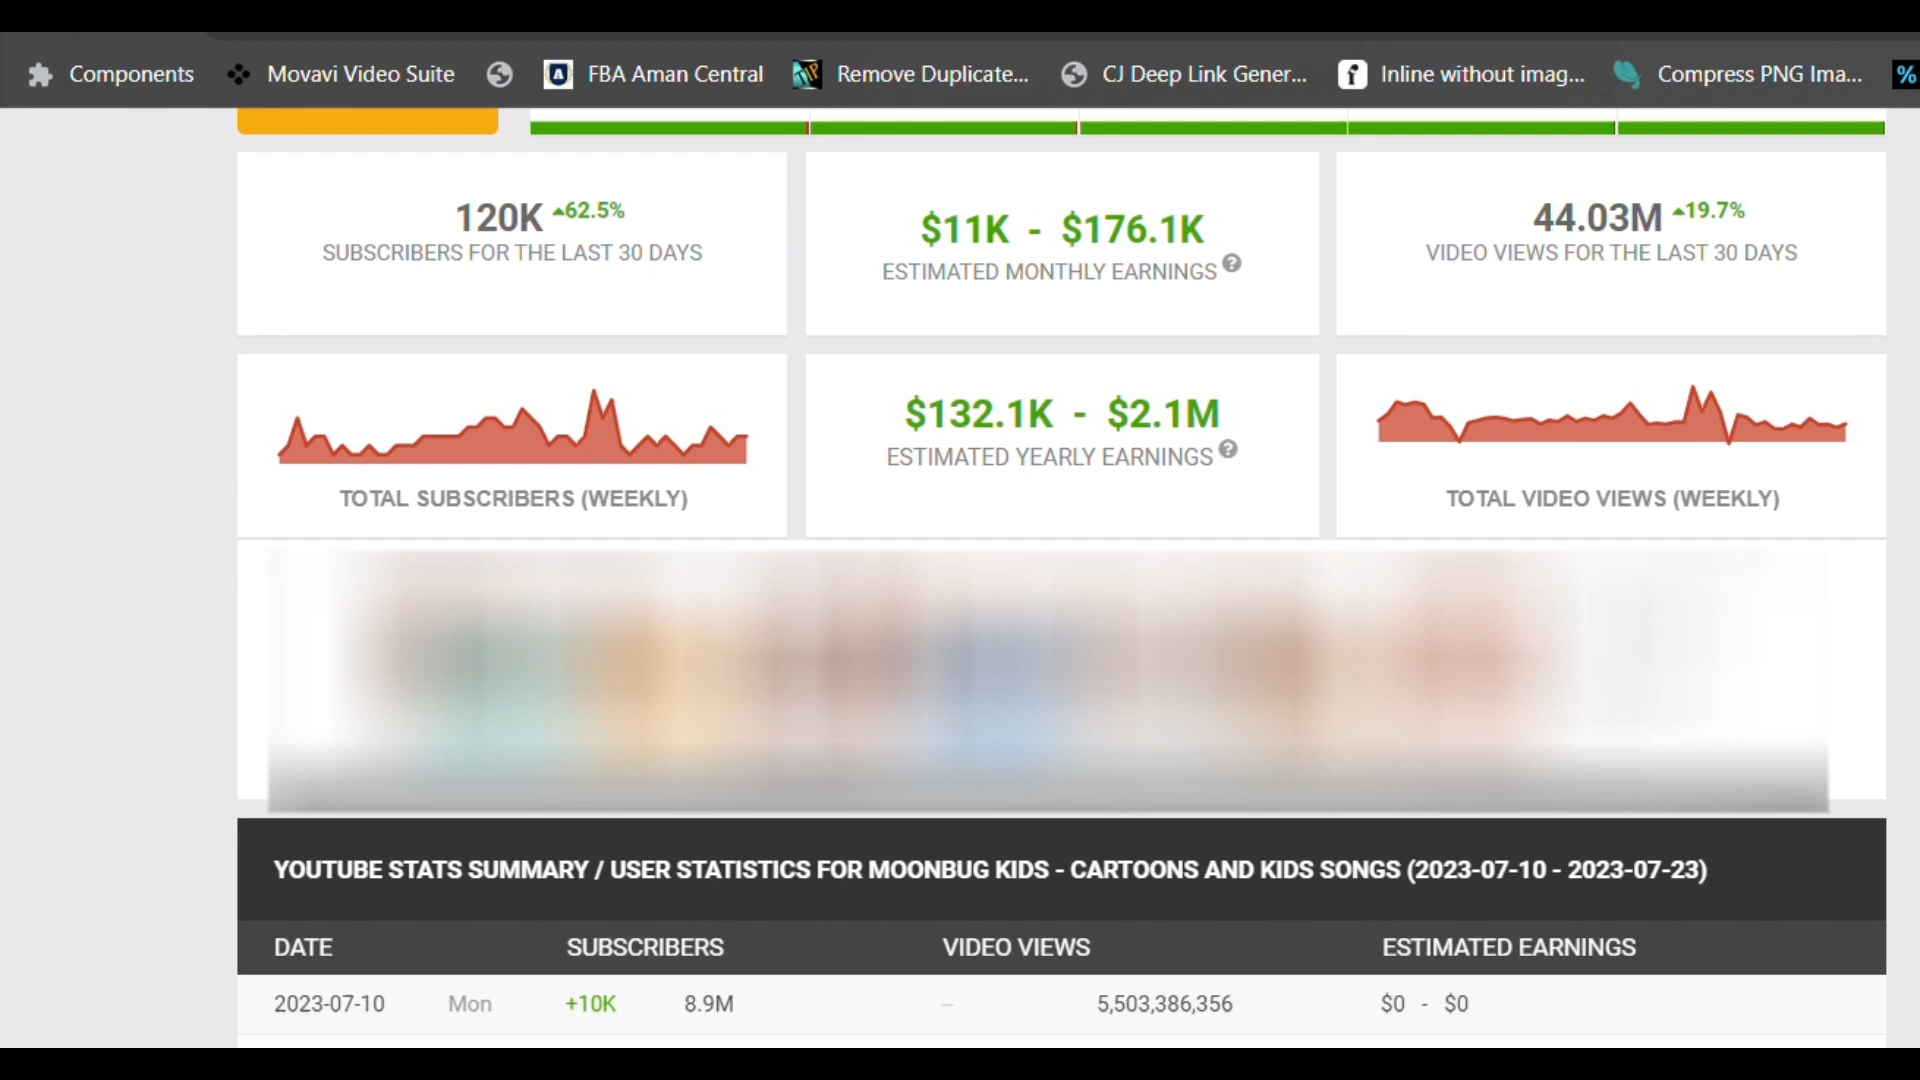 Components Movavi Video Suite FBA Aman Central Remove Duplicate... CJ Deep Link Gener... Inline without imag... Compress PNG Ima... %
120K 62.5%
SUBSCRIBERS FOR THE LAST 30 DAYS
$11K - $176.1K
ESTIMATED MONTHLY EARNINGS ?
44.03M 19.7%
VIDEO VIEWS FOR THE LAST 30 DAYS
TOTAL SUBSCRIBERS (WEEKLY)
$132.1K - $2.1M
ESTIMATED YEARLY EARNINGS ?
TOTAL VIDEO VIEWS (WEEKLY)
YOUTUBE STATS SUMMARY / USER STATISTICS FOR MOONBUG KIDS - CARTOONS AND KIDS SONGS (2023-07-10 - 2023-07-23)
DATE SUBSCRIBERS VIDEO VIEWS ESTIMATED EARNINGS
2023-07-10 Mon +10K 8.9M -- 5,503,386,356 $0 - $0